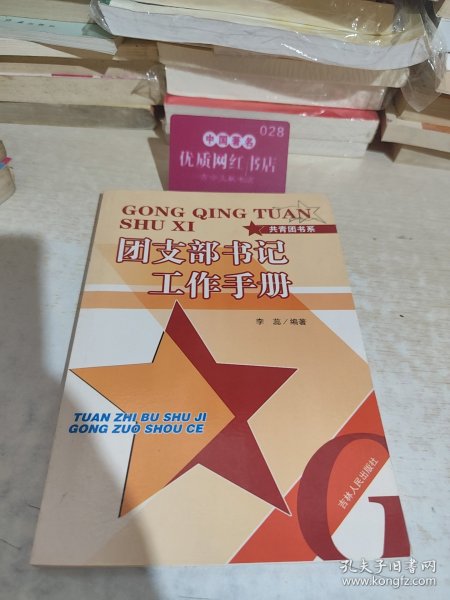 中国著名
028
优质网红书店
GONG QING TUAN
SHU XI
共青团书系
团支部书记
工作手册
李 蕊/编著
TUAN ZHI BU SHU JI
GONG ZUO SHOU CE
吉林人民出版社
G
孔夫子旧书网
www.kongfz.com